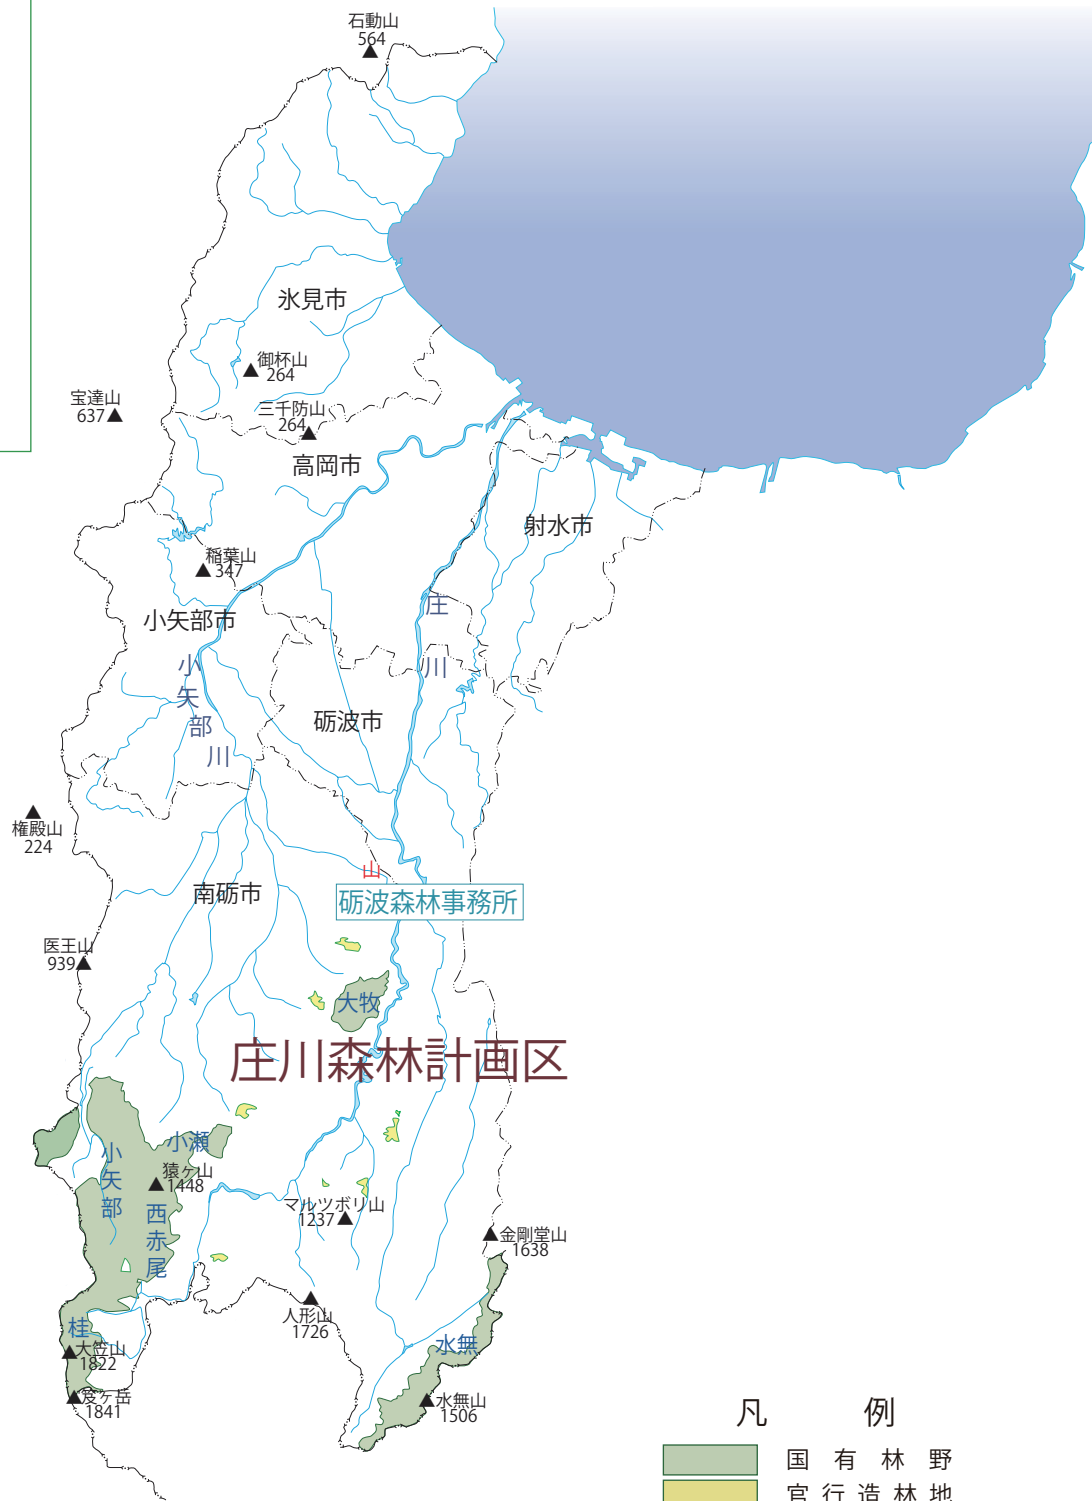 石動山
564
氷見市
御杯山
264
宝達山
637
三千防山
264
高岡市
射水市
稲葉山
347
小矢部市
庄川
小矢部川
砺波市
権殿山
224
山
南砺市
砺波森林事務所
医王山
939
大牧
庄川森林計画区
小矢部
小瀬
猿ヶ山
1448
西赤尾
マルツボリ山
1237
金剛堂山
1638
人形山
1726
桂
大笠山
1822
水無
笈ヶ岳
1841
水無山
1506
凡 例
国有林野
官行造林地